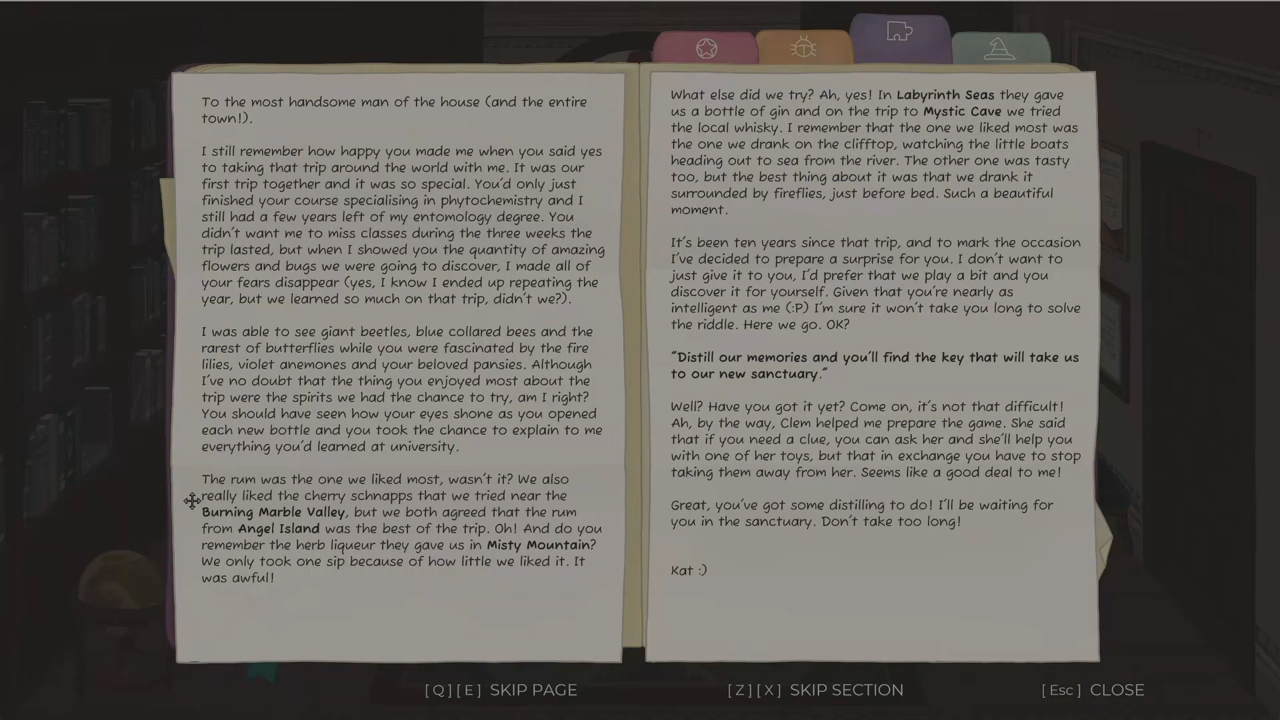 To the most handsome man of the house (and the entire
town!).
I still remember how happy you made me when you said yes
to taking that trip around the world with me. It was our
first trip together and it was so special. You'd only just
finished your course specialising in phytochemistry and I
still had a few years left of my entomology degree. You
didn't want me to miss classes during the three weeks the
trip lasted, but when I showed you the quantity of amazing
flowers and bugs we were going to discover, I made all of
your fears disappear (yes, I know I ended up repeating the
year, but we learned so much on that trip, didn't we?).
I was able to see giant beetles, blue collared bees and the
rarest of butterflies while you were fascinated by the fire
lilies, violet anemones and your beloved pansies. Although
I've no doubt that the thing you enjoyed most about the
trip were the spirits we had the chance to try, am I right?
You should have seen how your eyes shone as you opened
each new bottle and you took the chance to explain to me
everything you'd learned at university.
The rum was the one we liked most, wasn't it? We also
really liked the cherry schnapps that we tried near the
Burning Marble Valley, but we both agreed that the rum
from Angel Island was the best of the trip. Oh! And do you
remember the herb liqueur they gave us in Misty Mountain?
We only took one sip because of how little we liked it. It
was awful!
What else did we try? Ah, yes! In Labyrinth Seas they gave
us a bottle of gin and on the trip to Mystic Cave we tried
the local whisky. I remember that the one we liked most was
the one we drank on the clifftop, watching the little boats
heading out to sea from the river. The other one was tasty
too, but the best thing about it was that we drank it
surrounded by fireflies, just before bed. Such a beautiful
moment.
It's been ten years since that trip, and to mark the occasion
I've decided to prepare a surprise for you. I don't want to
just give it to you, I'd prefer that we play a bit and you
discover it for yourself. Given that you're nearly as
intelligent as me (:P) I'm sure it won't take you long to solve
the riddle. Here we go. OK?
"Distill our memories and you'll find the key that will take us
to our new sanctuary."
Well? Have you got it yet? Come on, it's not that difficult!
Ah, by the way, Clem helped me prepare the game. She said
that if you need a clue, you can ask her and she'll help you
with one of her toys, but that in exchange you have to stop
taking them away from her. Seems like a good deal to me!
Great, you've got some distilling to do! I'll be waiting for
you in the sanctuary. Don't take too long!
Kat :)
[Q][E] SKIP PAGE
[Z][X] SKIP SECTION
[Esc] CLOSE